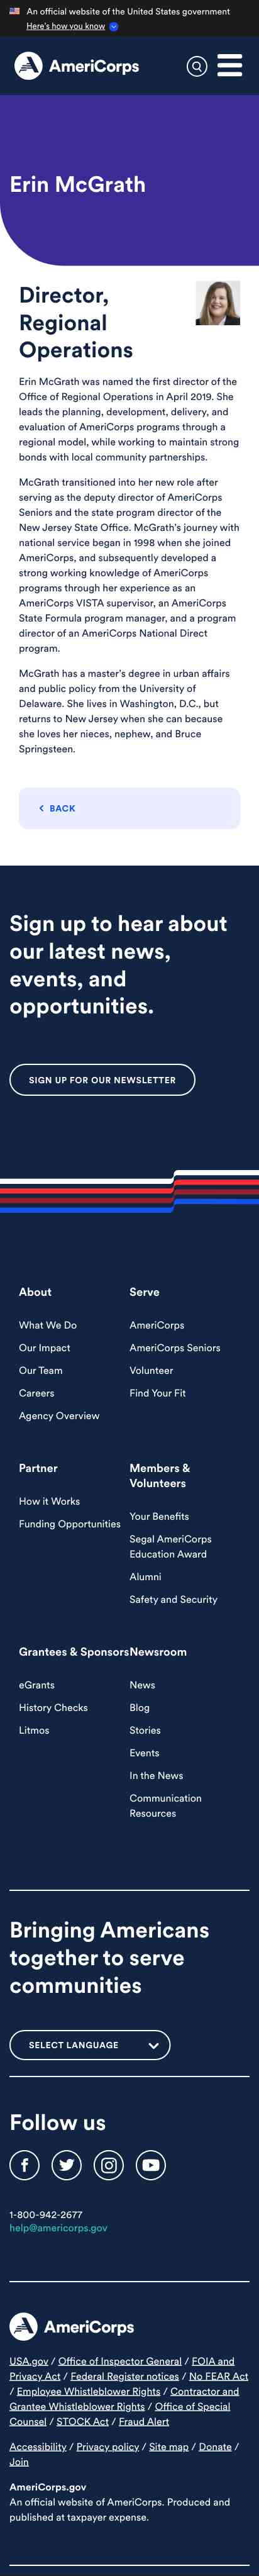 An official website of the United States government
Here's how you know
AmeriCorps
Erin McGrath
Director,
Regional
Operations
Erin McGrath was named the first director of the
Office of Regional Operations in April 2019. She
leads the planning, development, delivery, and
evaluation of AmeriCorps programs through a
regional model, while working to maintain strong
bonds with local community partnerships.
McGrath transitioned into her new role after
serving as the deputy director of AmeriCorps
Seniors and the state program director of the
New Jersey State Office. McGrath's journey with
national service began in 1998 when she joined
AmeriCorps, and subsequently developed a
strong working knowledge of AmeriCorps
programs through her experience as an
AmeriCorps VISTA supervisor, an AmeriCorps
State Formula program manager, and a program
director of an AmeriCorps National Direct
program.
McGrath has a master's degree in urban affairs
and public policy from the University of
Delaware. She lives in Washington, D.C., but
returns to New Jersey when she can because
she loves her nieces, nephew, and Bruce
Springsteen.
BACK
Sign up to hear about
our latest news,
events, and
opportunities.
SIGN UP FOR OUR NEWSLETTER
About
What We Do
Our Impact
Our Team
Careers
Agency Overview
Serve
AmeriCorps
AmeriCorps Seniors
Volunteer
Find Your Fit
Partner
How it Works
Funding Opportunities
Members &
Volunteers
Your Benefits
Segal AmeriCorps
Education Award
Alumni
Safety and Security
Grantees & Sponsors
eGrants
History Checks
Litmos
Newsroom
News
Blog
Stories
Events
In the News
Communication
Resources
Bringing Americans
together to serve
communities
SELECT LANGUAGE
Follow us
1-800-942-2677
help@americorps.gov
AmeriCorps
USA.gov / Office of Inspector General / FOIA and
Privacy Act / Federal Register notices / No FEAR Act
/ Employee Whistleblower Rights / Contractor and
Grantee Whistleblower Rights / Office of Special
Counsel / STOCK Act / Fraud Alert
Accessibility / Privacy policy / Site map / Donate /
Join
AmeriCorps.gov
An official website of AmeriCorps. Produced and
published at taxpayer expense.